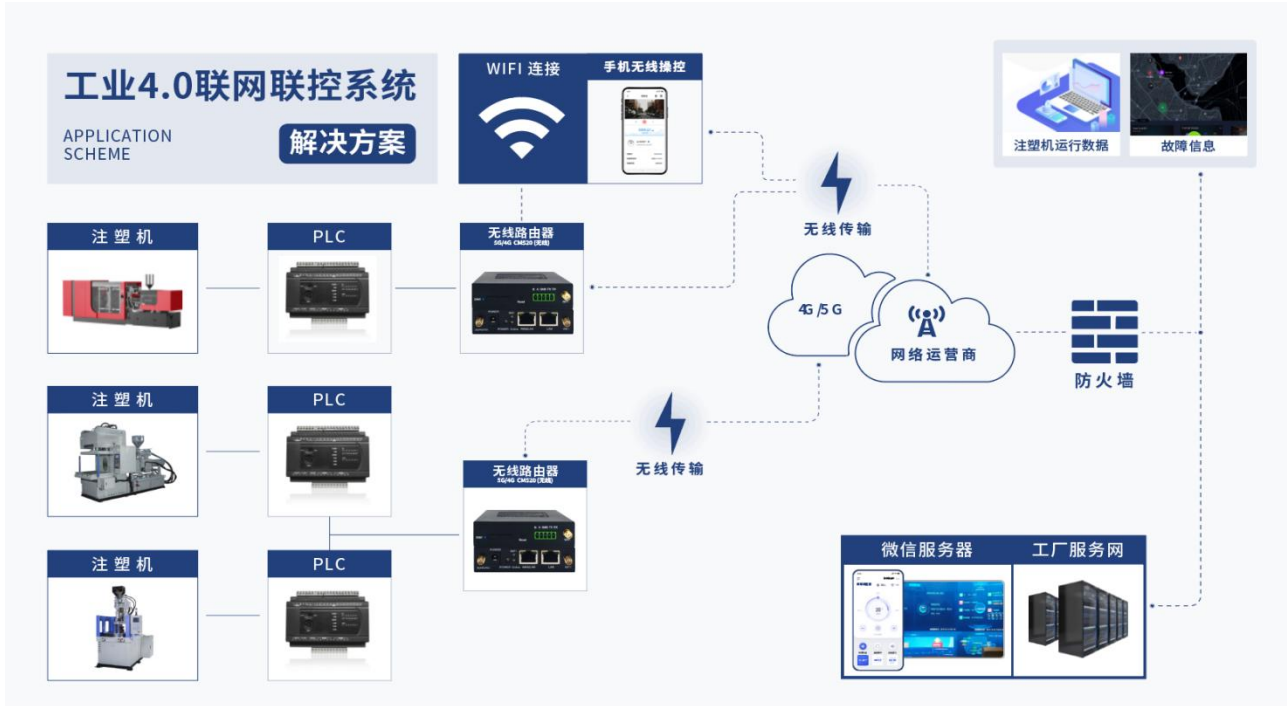 工业4.0联网联控系统
APPLICATION
SCHEME
解决方案
WIFI 连接
手机无线操控
注塑机运行数据
故障信息
无线传输
注塑机
PLC
无线路由器
5G/4G CM520 (无线)
4G/5G
网络运营商
防火墙
注塑机
PLC
无线传输
无线路由器
5G/4G CM520 (无线)
注塑机
PLC
微信服务器
工厂服务网